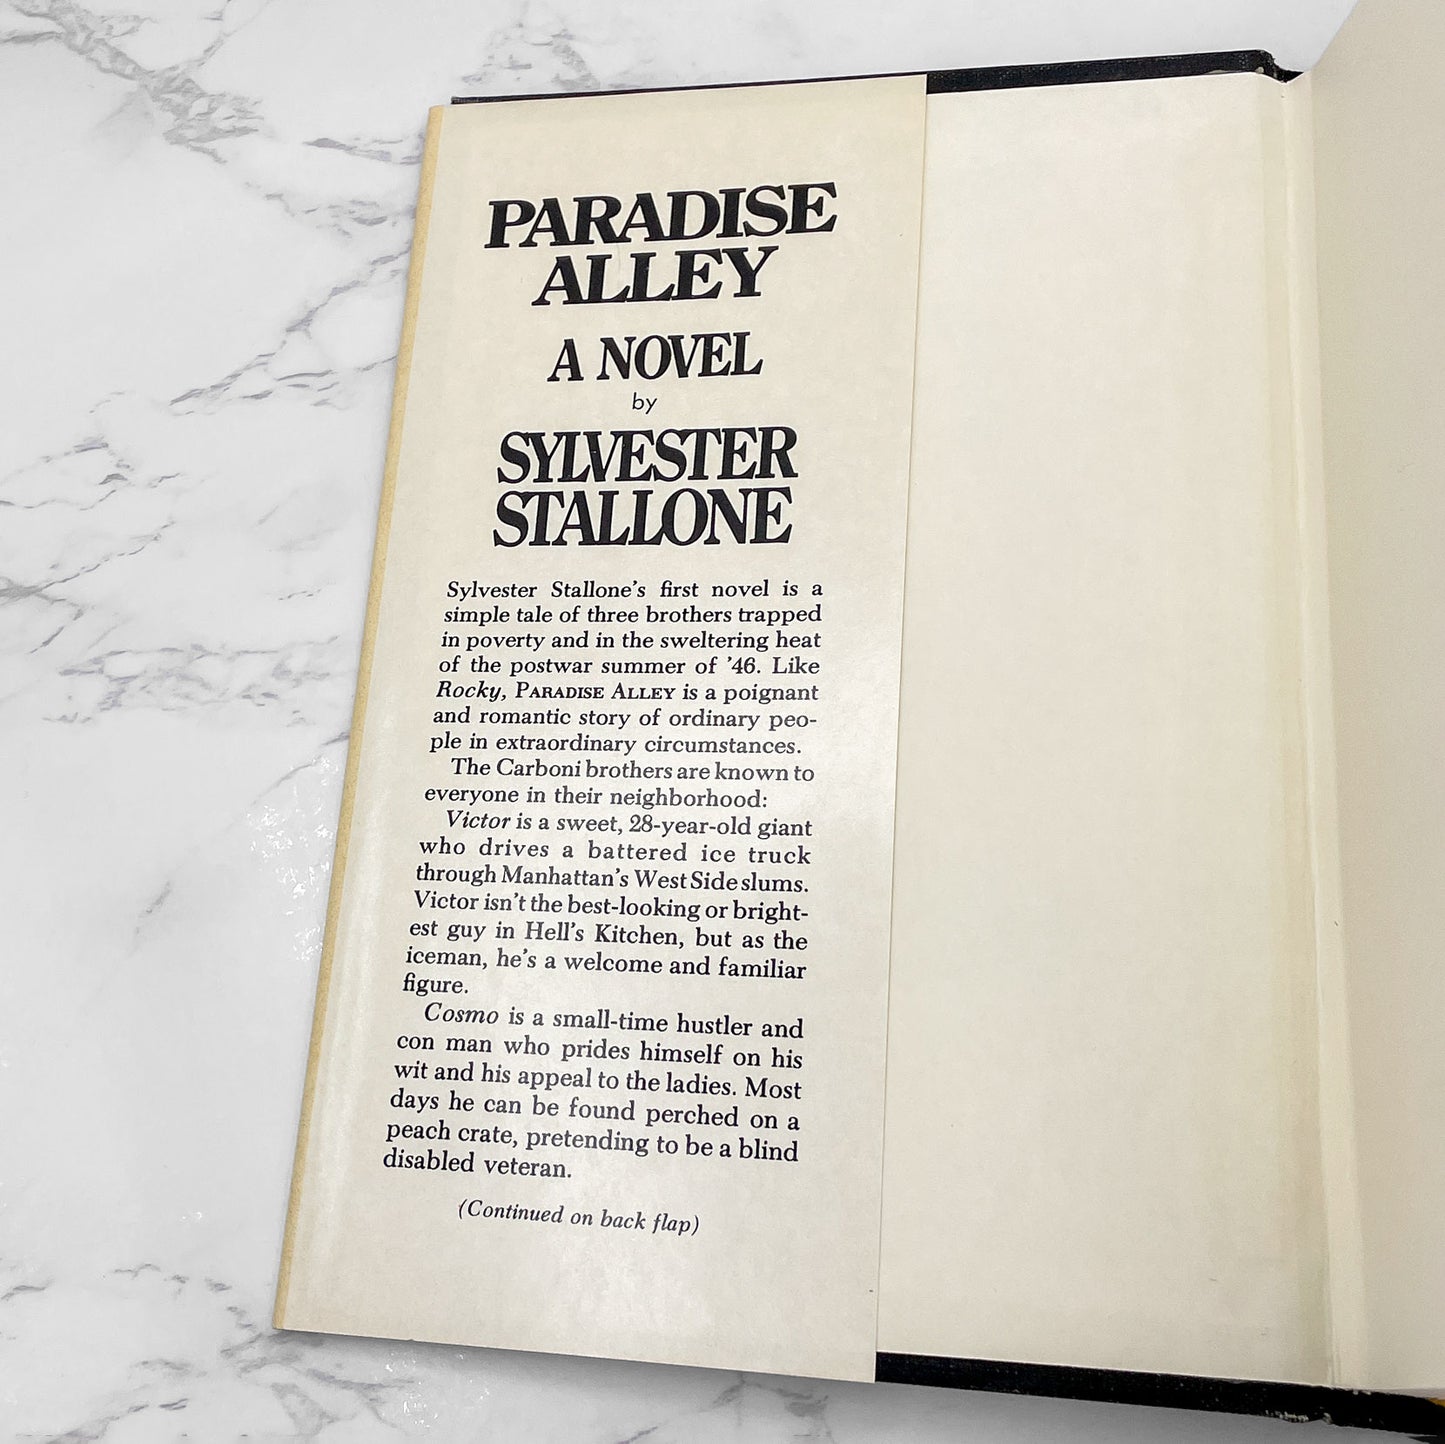 PARADISE
ALLEY
A NOVEL
by
SYLVESTER
STALLONE
Sylvester Stallone's first novel is a
simple tale of three brothers trapped
in poverty and in the sweltering heat
of the postwar summer of '46. Like
Rocky, PARADISE ALLEY is a poignant
and romantic story of ordinary peo-
ple in extraordinary circumstances.
The Carboni brothers are known to
everyone in their neighborhood:
Victor is a sweet, 28-year-old giant
who drives a battered ice truck
through Manhattan's West Side slums.
Victor isn't the best-looking or bright-
est guy in Hell's Kitchen, but as the
iceman, he's a welcome and familiar
figure.
Cosmo is a small-time hustler and
con man who prides himself on his
wit and his appeal to the ladies. Most
days he can be found perched on a
peach crate, pretending to be a blind
disabled veteran.
(Continued on back flap)